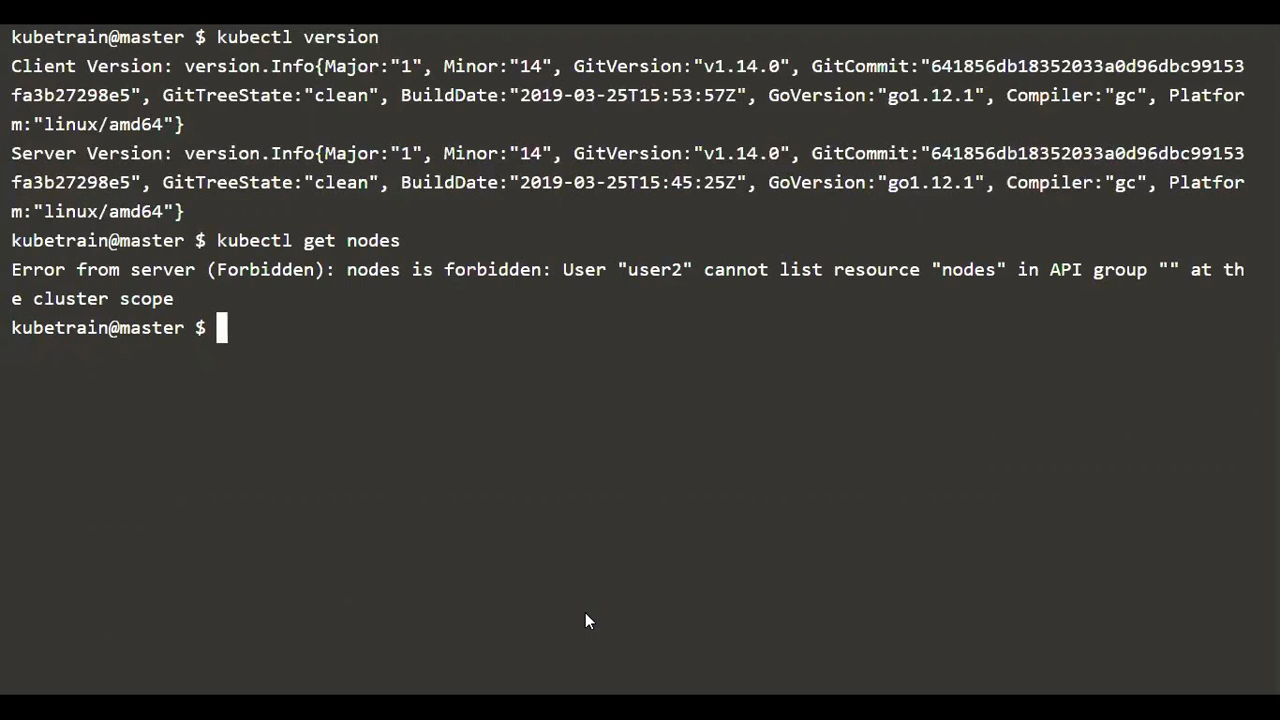 kubetrain@master $ kubectl version
Client Version: version.Info{Major:"1", Minor:"14", GitVersion:"v1.14.0", GitCommit:"641856db18352033a0d96dbc99153
fa3b27298e5", GitTreeState:"clean", BuildDate:"2019-03-25T15:53:57Z", GoVersion:"go1.12.1", Compiler:"gc", Platfor
m:"linux/amd64"}
Server Version: version.Info{Major:"1", Minor:"14", GitVersion:"v1.14.0", GitCommit:"641856db18352033a0d96dbc99153
fa3b27298e5", GitTreeState:"clean", BuildDate:"2019-03-25T15:45:25Z", GoVersion:"go1.12.1", Compiler:"gc", Platfor
m:"linux/amd64"}
kubetrain@master $ kubectl get nodes
Error from server (Forbidden): nodes is forbidden: User "user2" cannot list resource "nodes" in API group "" at th
e cluster scope
kubetrain@master $